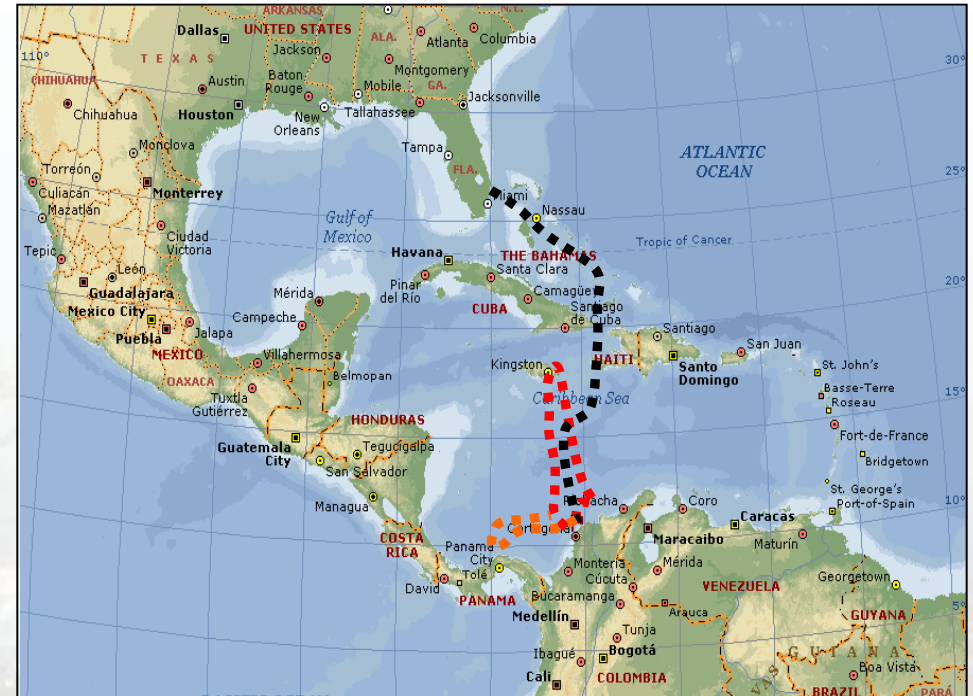 ARKANSAS
N.C.
Dallas
UNITED STATES
ALA.
Atlanta
Columbia
110°
TEXAS
Jackson
Montgomery
30°
CHIHUAHUA
Austin
Baton
Rouge
Mobile
GA.
Jacksonville
Chihuahua
Houston
New
Orleans
Tallahassee
Monclova
Tampa
ATLANTIC
OCEAN
Torreón
FLA.
25°
Culiacán
Monterrey
Miami
Mazatlán
Gulf of
Mexico
Nassau
Ciudad
Victoria
Tropic of Cancer
Tepic
Havana
THE BAHAMAS
León
Santa Clara
20°
Guadalajara
Mérida
Pinar
del Río
Camagüey
Mexico City
Campeche
CUBA
Santiago
de Cuba
Santiago
Puebla
Jalapa
San Juan
MEXICO
Villahermosa
Kingston
HAITI
Santo
Domingo
St. John's
OAXACA
Belmopan
Basse-Terre
15°
Tuxtla
Gutiérrez
Caribbean Sea
Roseau
HONDURAS
Fort-de-France
Guatemala
City
Tegucigalpa
Bridgetown
San Salvador
St. George's
Managua
Coro
Port-of-Spain
10°
Caracas
COSTA
RICA
Maracaibo
Maturín
Panama
City
Montería
Mérida
David
Tolé
Cúcuta
VENEZUELA
Georgetown
PANAMA
Bucaramanga
Arauca
5°
Medellín
GUYANA
Tunja
Ibagué
Bogotá
GUIANA
Boa Vista
Cali
COLOMBIA
BRAZIL
PARÁ